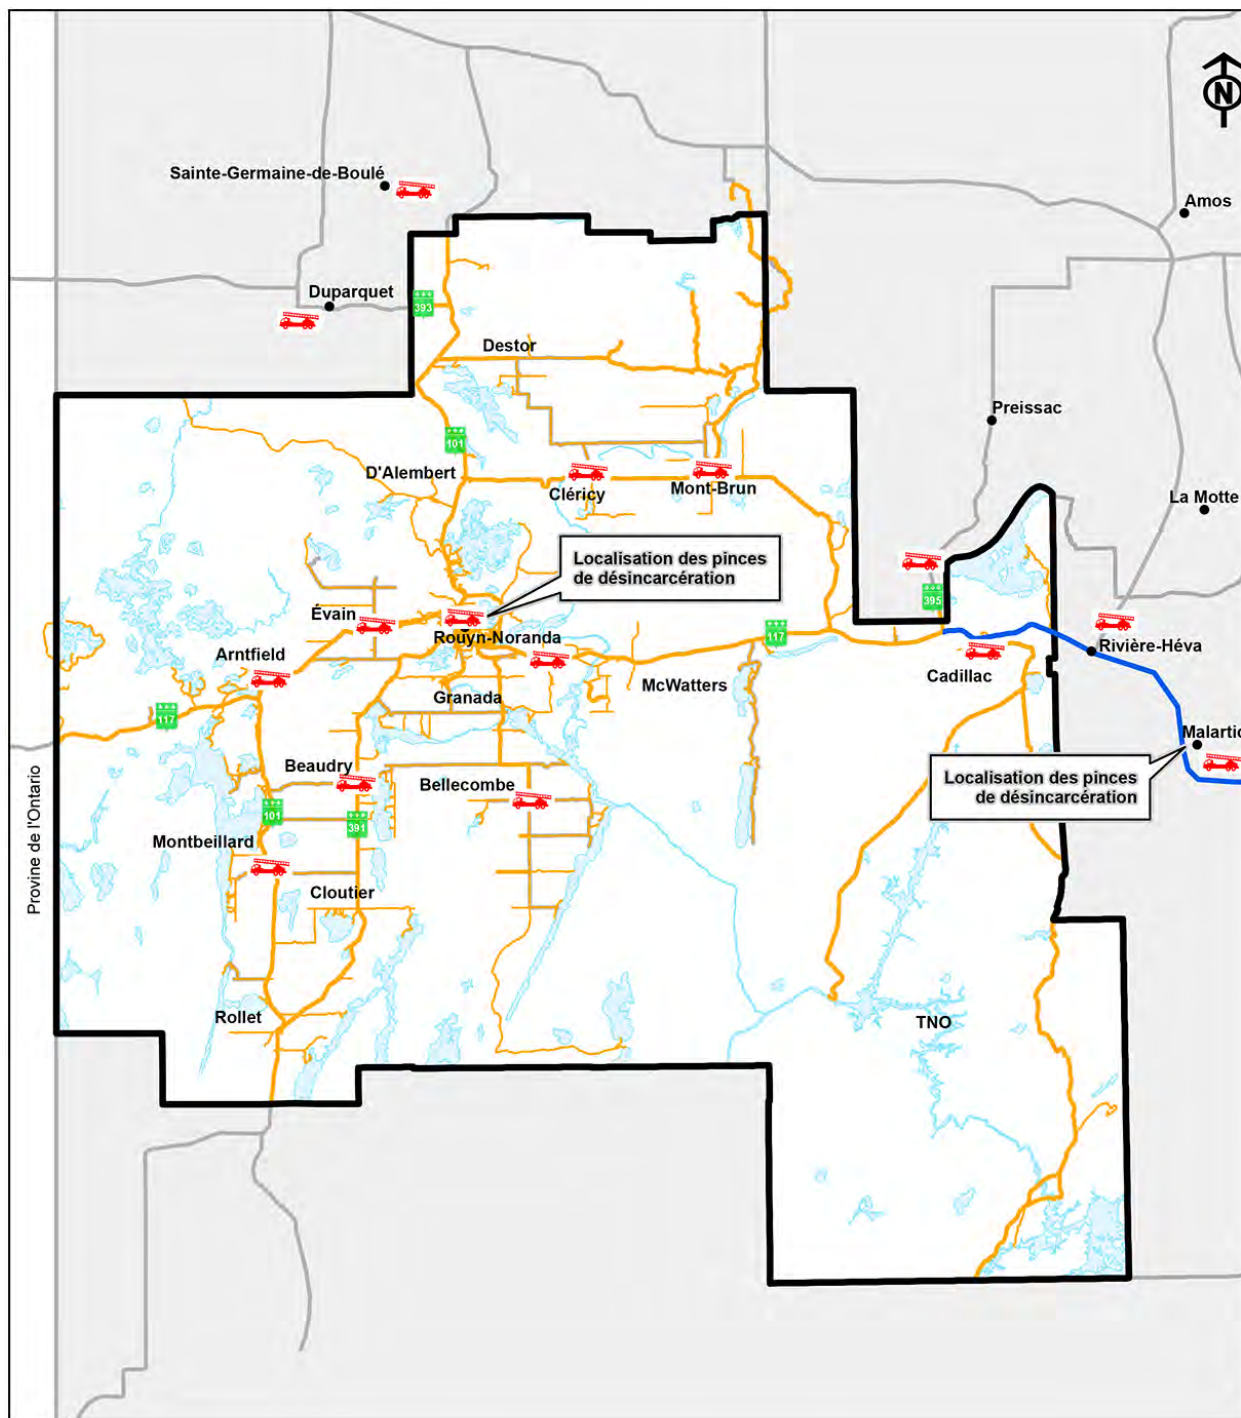 N
Sainte-Germaine-de-Boulé
Amos
Duparquet
393
Destor
Preissac
101
D'Alembert
Cléricy
Mont-Brun
La Motte
Localisation des pinces
de désincarcération
395
Évain
Rouyn-Noranda
117
Rivière-Héva
Arntfield
McWatters
Cadillac
Granada
117
Malartic
Beaudry
Bellecombe
Localisation des pinces
de désincarcération
101
391
Montbeillard
Cloutier
Provine de l'Ontario
Rollet
TNO